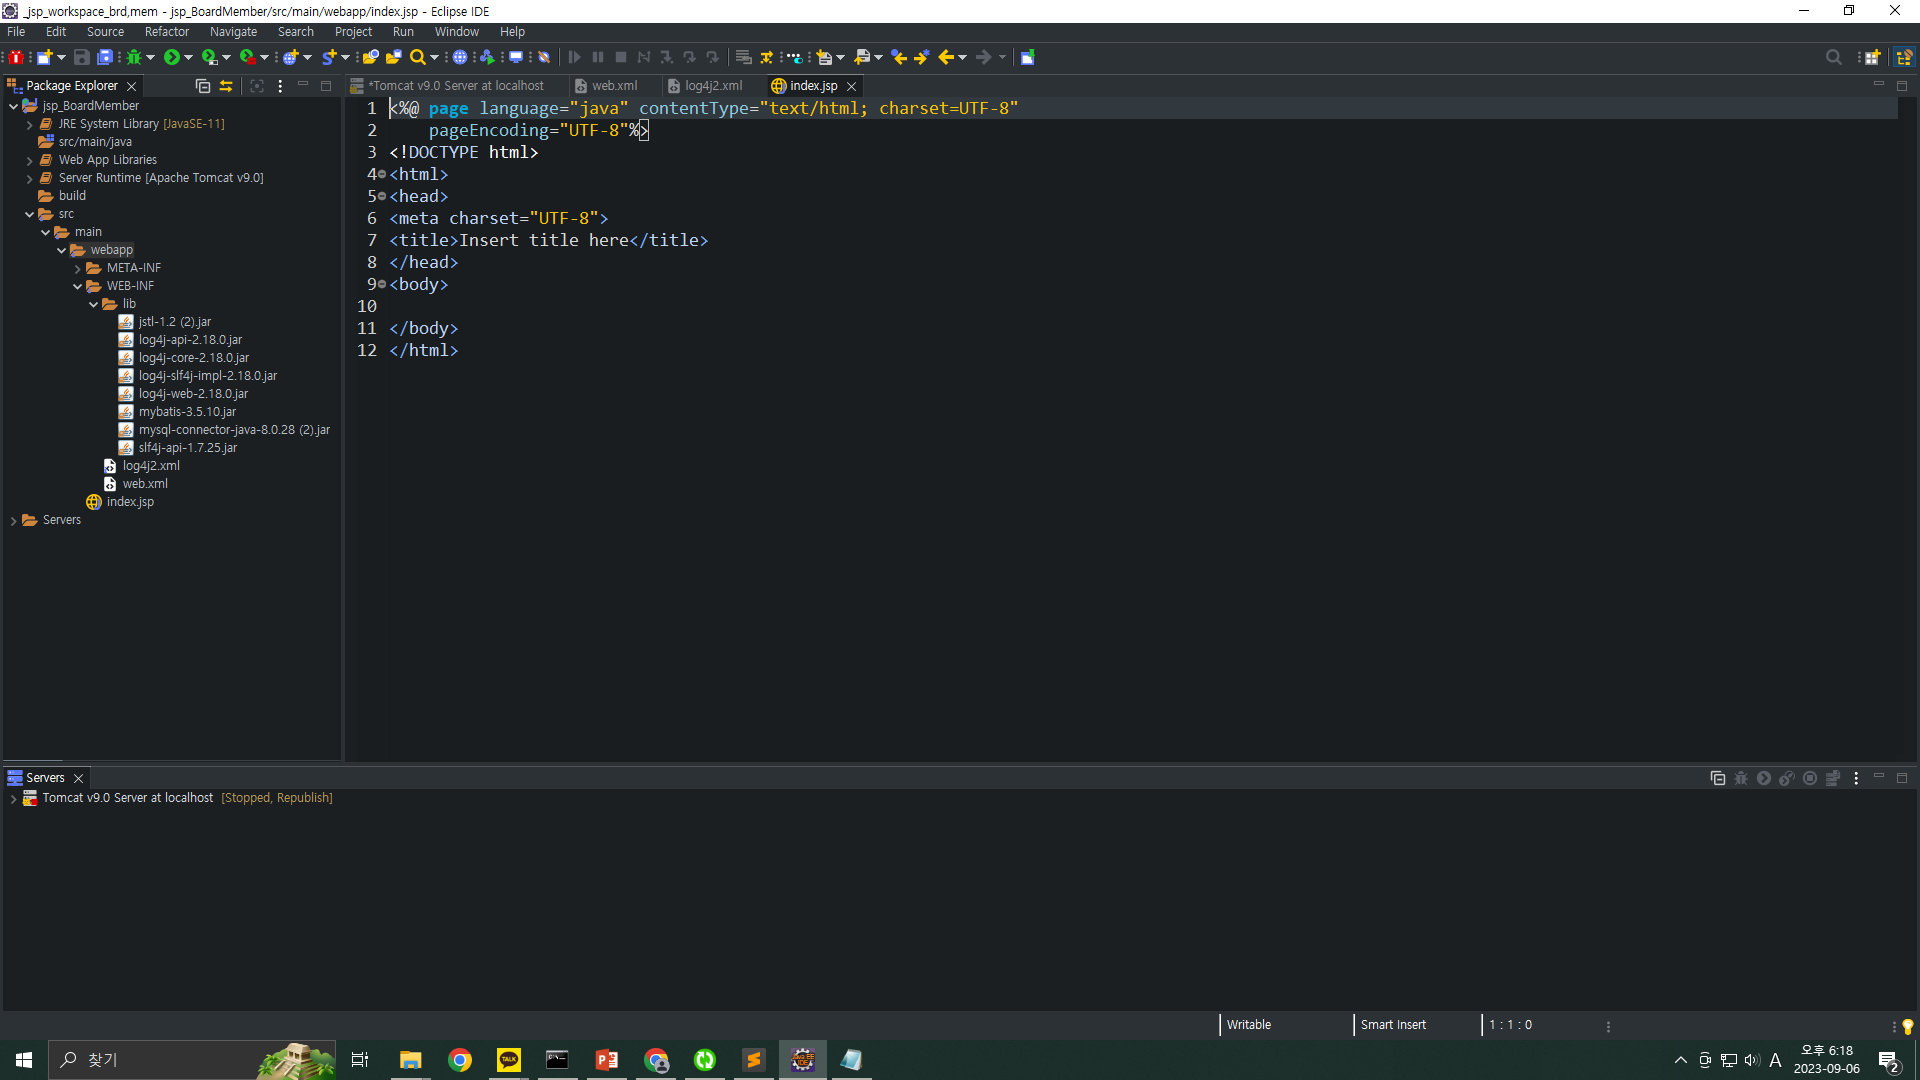 _jsp_workspace_brd,mem - jsp_BoardMember/src/main/webapp/index.jsp - Eclipse IDE
File Edit Source Refactor Navigate Search Project Run Window Help
Package Explorer
*Tomcat v9.0 Server at localhost
web.xml
log4j2.xml
index.jsp
jsp_BoardMember
JRE System Library [JavaSE-11]
src/main/java
Web App Libraries
Server Runtime [Apache Tomcat v9.0]
build
src
main
webapp
META-INF
WEB-INF
lib
jstl-1.2 (2).jar
log4j-api-2.18.0.jar
log4j-core-2.18.0.jar
log4j-slf4j-impl-2.18.0.jar
log4j-web-2.18.0.jar
mybatis-3.5.10.jar
mysql-connector-java-8.0.28 (2).jar
slf4j-api-1.7.25.jar
log4j2.xml
web.xml
index.jsp
Servers
1 <%@ page language="java" contentType="text/html; charset=UTF-8"
2     pageEncoding="UTF-8"%>
3 <!DOCTYPE html>
4 <html>
5 <head>
6 <meta charset="UTF-8">
7 <title>Insert title here</title>
8 </head>
9 <body>
10
11 </body>
12 </html>
Servers
Tomcat v9.0 Server at localhost [Stopped, Republish]
Writable
Smart Insert
1 : 1 : 0
찾기
TALK
A
오후 6:18
2023-09-06
2